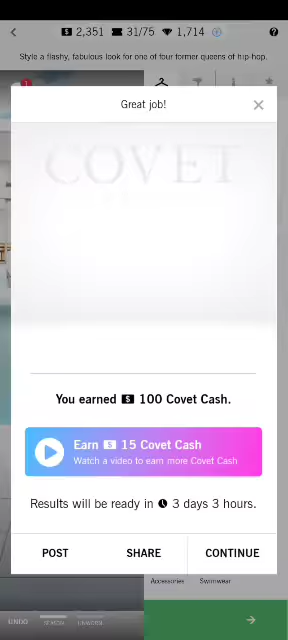 2,351 31/75 1,714
Style a flashy, fabulous look for one of four former queens of hip-hop.
1
Great job!
COVET
You earned $ 100 Covet Cash.
Earn $ 15 Covet Cash
Watch a video to earn more Covet Cash
Results will be ready in 3 days 3 hours.
POST SHARE CONTINUE
Accessories Swimwear
UNDO